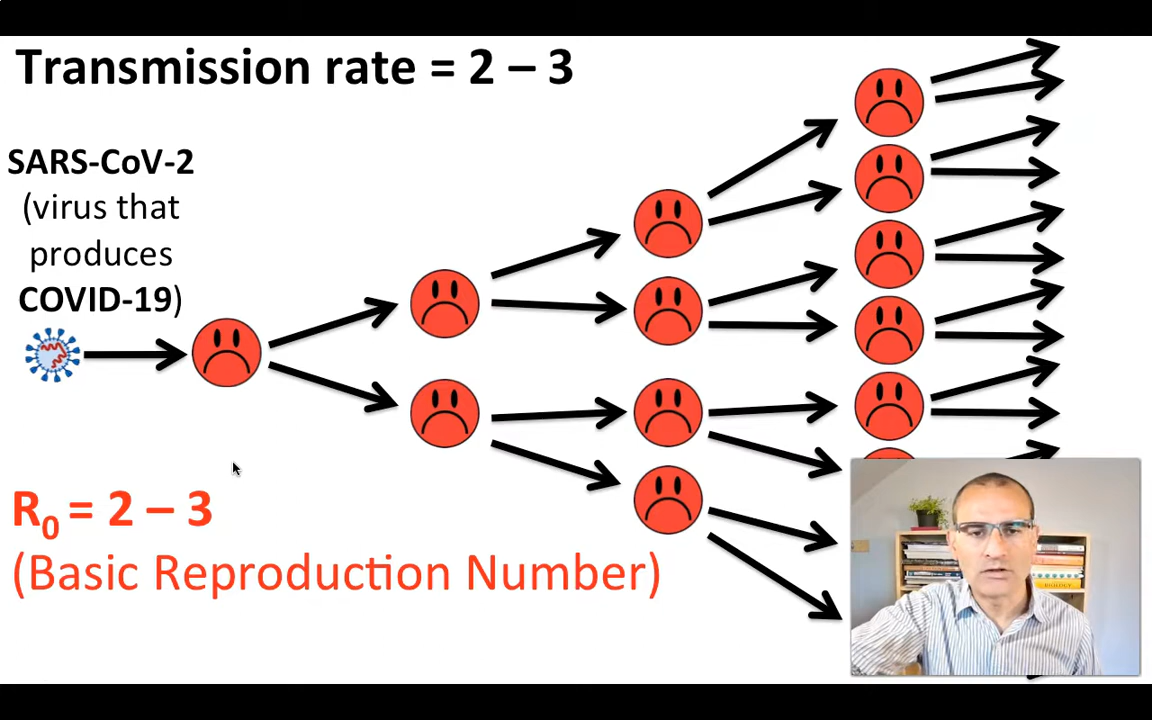 Transmission rate = 2 – 3
SARS-CoV-2
(virus that
produces
COVID-19)
R₀ = 2 – 3
(Basic Reproduction Number)